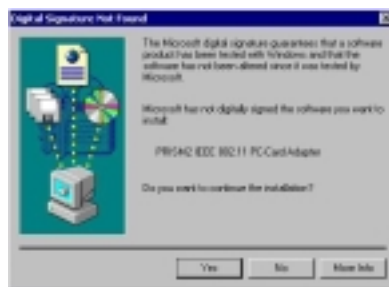 Digital Signature Not Found
The Microsoft digital signature guarantees that a software
product has been tested with Windows and that the
software has not been altered since it was tested by
Microsoft.
Microsoft has not digitally signed the software you want to
install:
PRISM2 IEEE 802.11 PC-Card Adapter
Do you want to continue the installation?
Yes
No
More Info